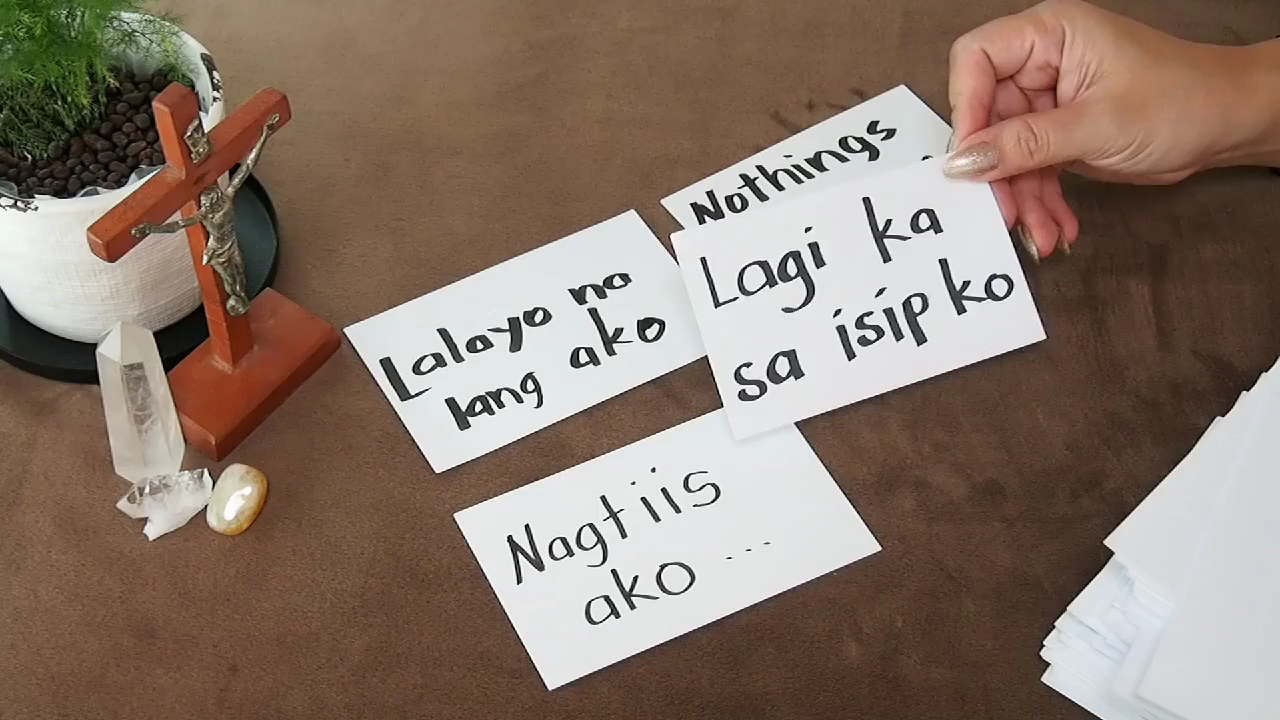 Nothings
Lagi ka
sa isip ko
Lalayo na
lang ako
Nagtiis
ako ...